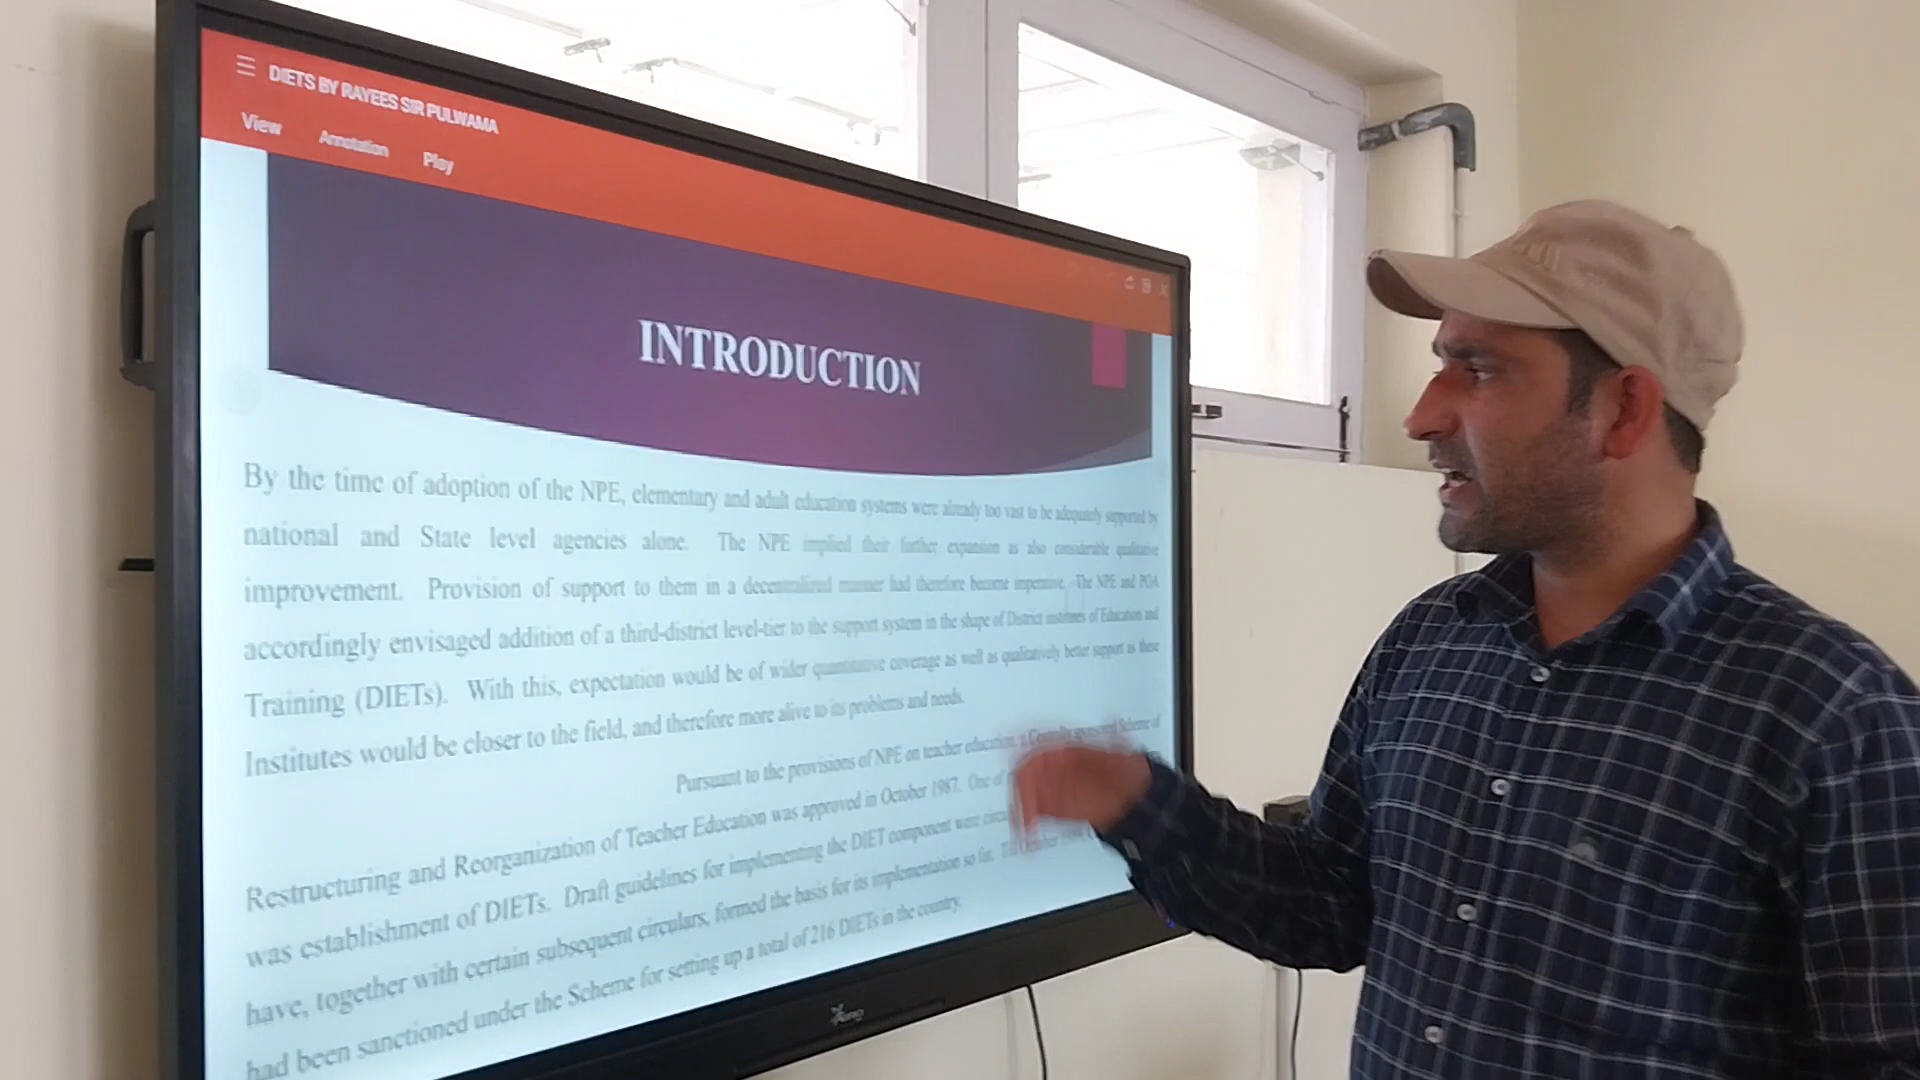 DIETS BY RAYEES SIR PULWAMA
View Annotation Play
INTRODUCTION
By the time of adoption of the NPE, elementary and adult education systems were already too vast to be adequately supported by
national and State level agencies alone. The NPE implied their further expansion as also considerable qualitative
improvement. Provision of support to them in a decentralized manner had therefore become imperative. The NPE and POA
accordingly envisaged addition of a third-district level-tier to the support system in the shape of District institutes of Education and
Training (DIETs). With this, expectation would be of wider quantitative coverage as well as qualitatively better support as these
Institutes would be closer to the field, and therefore more alive to its problems and needs.
Pursuant to the provisions of NPE on teacher education, a Centrally sponsored Scheme of
Restructuring and Reorganization of Teacher Education was approved in October 1987. One of
was establishment of DIETs. Draft guidelines for implementing the DIET component were
have, together with certain subsequent circulars, formed the basis for its implementation so far. Till October
had been sanctioned under the Scheme for setting up a total of 216 DIETs in the country.